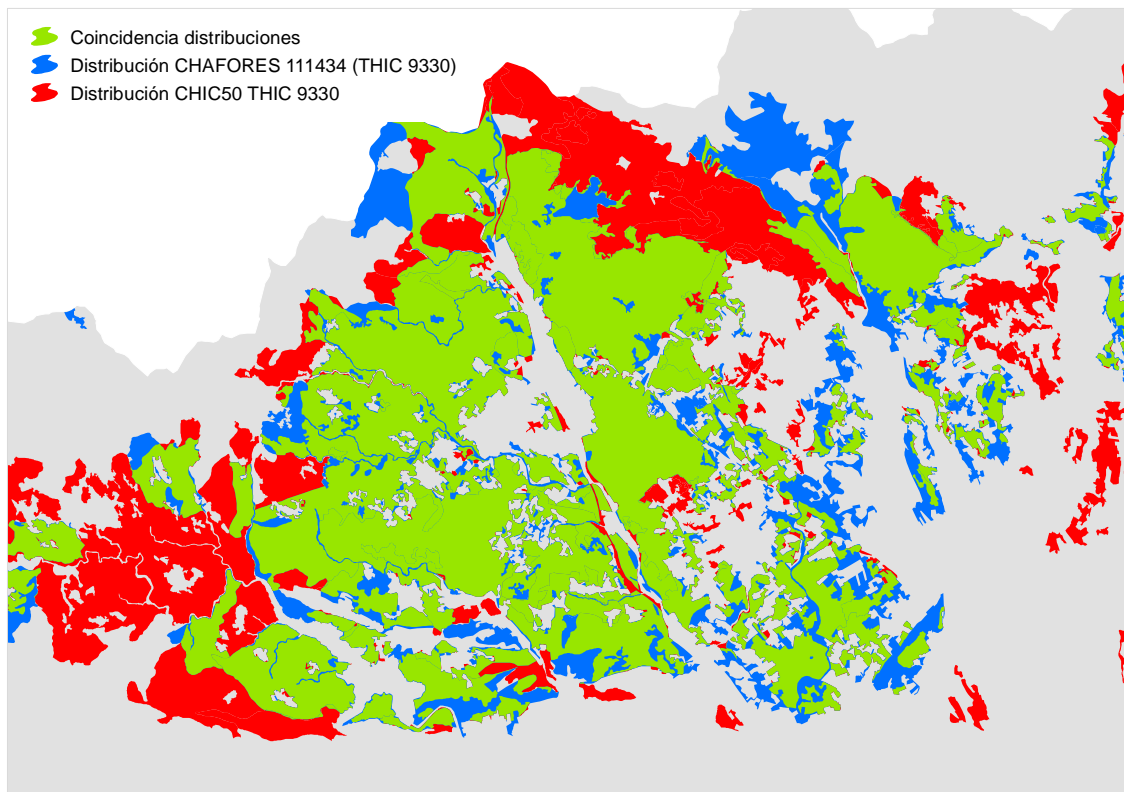 Coincidencia distribuciones
Distribución CHAFORES 111434 (THIC 9330)
Distribución CHIC50 THIC 9330